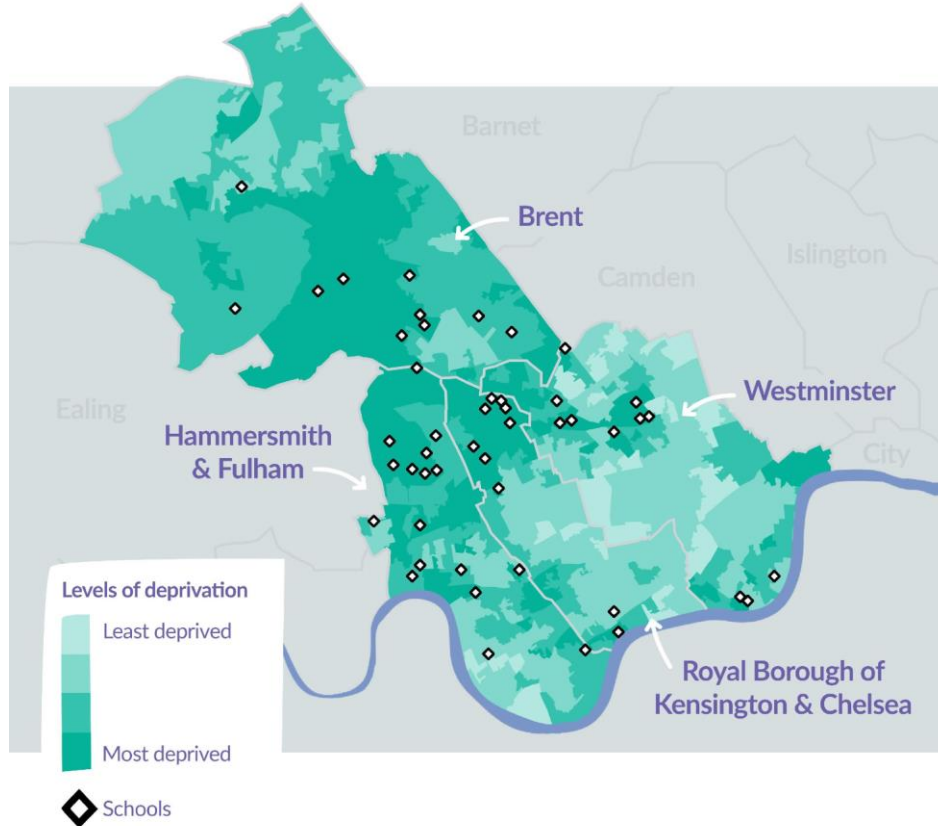 Barnet
Brent
Islington
Camden
Ealing
Westminster
Hammersmith
& Fulham
City
Levels of deprivation
Least deprived
Royal Borough of
Kensington & Chelsea
Most deprived
Schools